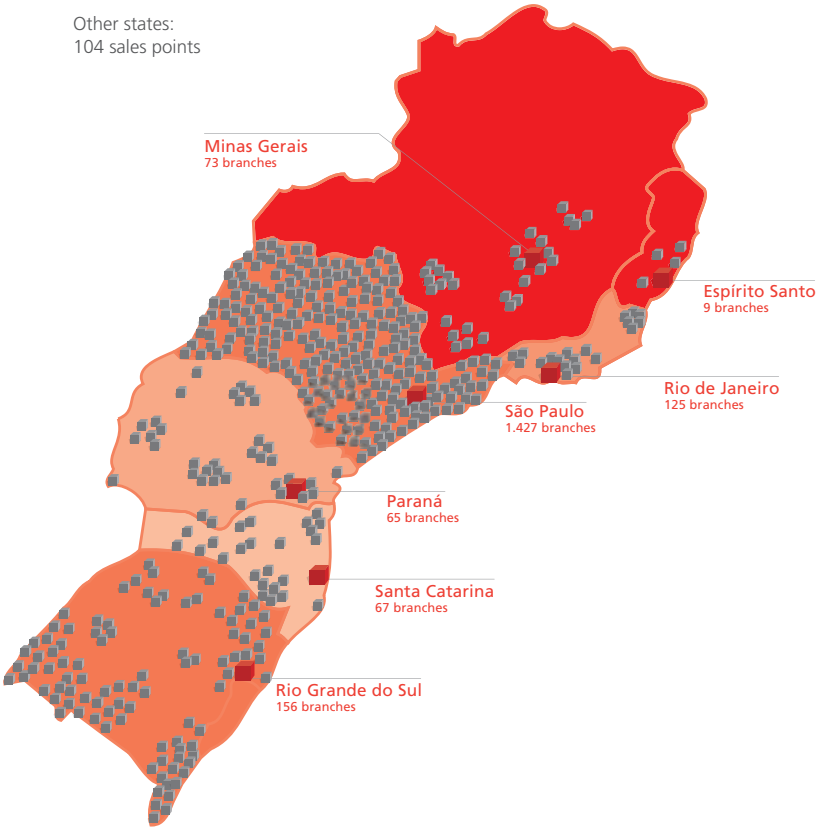 Other states:
104 sales points
Minas Gerais
73 branches
Espírito Santo
9 branches
Rio de Janeiro
125 branches
São Paulo
1.427 branches
Paraná
65 branches
Santa Catarina
67 branches
Rio Grande do Sul
156 branches